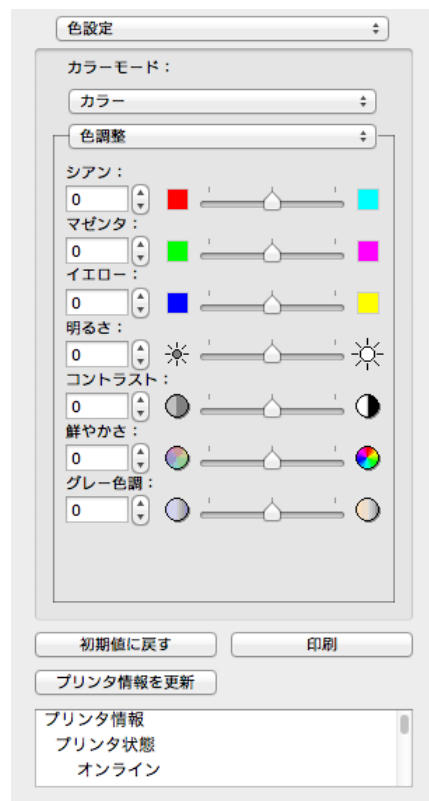 色設定
カラーモード：
カラー
色調整
シアン：
0
マゼンタ：
0
イエロー：
0
明るさ：
0
コントラスト：
0
鮮やかさ：
0
グレー色調：
0
初期値に戻す
印刷
プリンタ情報を更新
プリンタ情報
プリンタ状態
オンライン